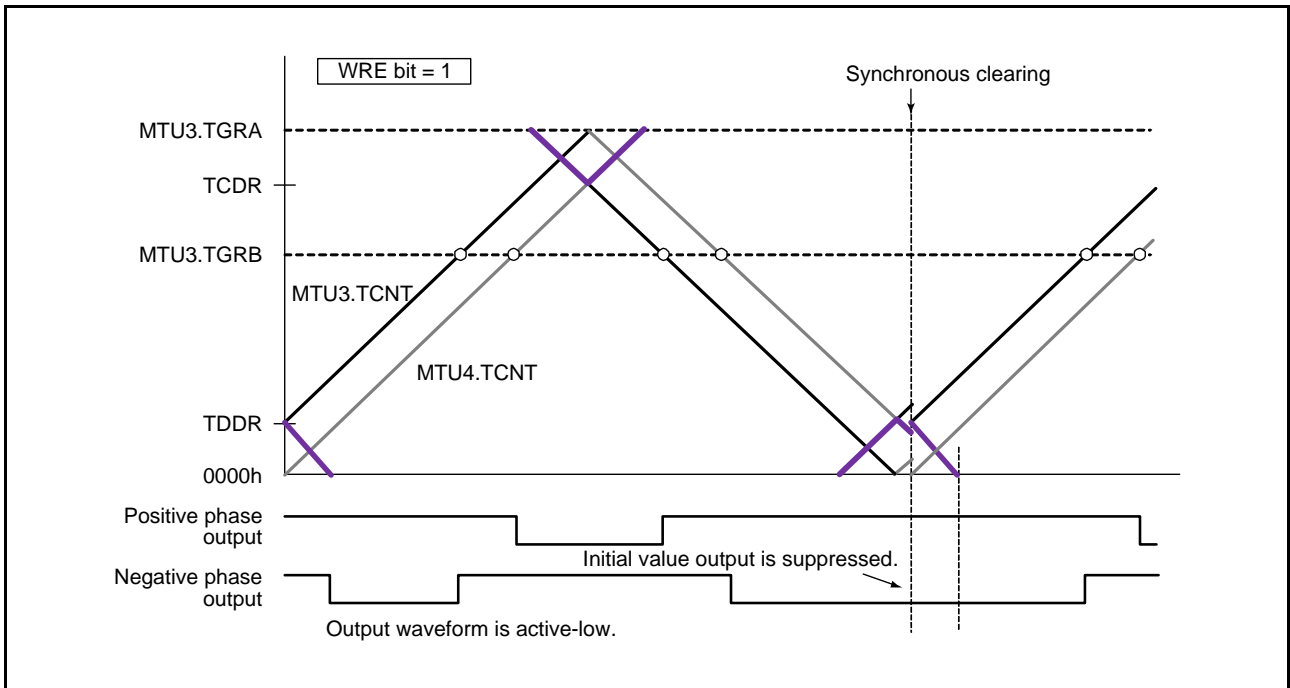 WRE bit = 1
Synchronous clearing
MTU3.TGRA
TCDR
MTU3.TGRB
MTU3.TCNT
MTU4.TCNT
TDDR
0000h
Positive phase
output
Initial value output is suppressed.
Negative phase
output
Output waveform is active-low.